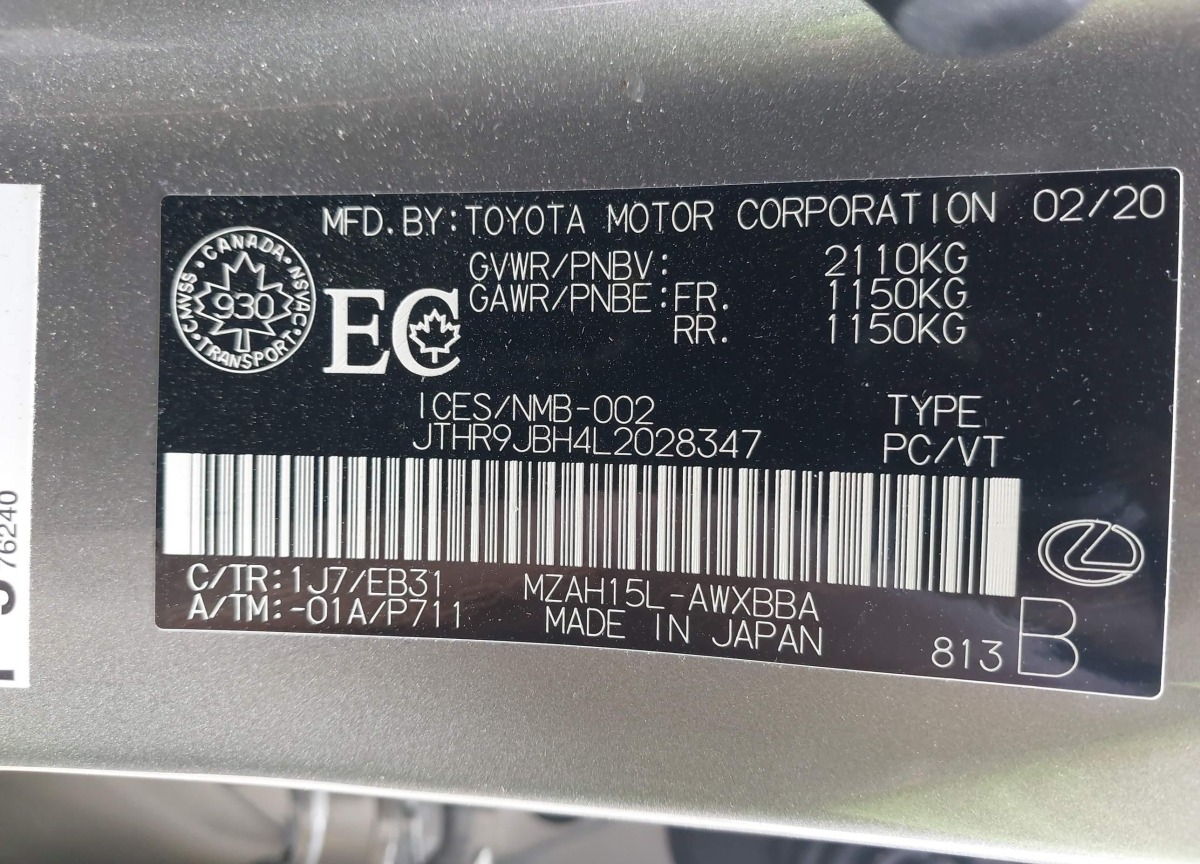 MFD.BY:TOYOTA MOTOR CORPORATION 02/20
CANADA
CMVSS
NSVAC
930
TRANSPORT
EC
GVWR/PNBV: 2110KG
GAWR/PNBE:FR. 1150KG
RR. 1150KG
ICES/NMB-002
JTHR9JBH4L2028347
TYPE
PC/VT
C/TR:1J7/EB31
A/TM:-01A/P711
MZAH15L-AWXBBA
MADE IN JAPAN
813 B
76240